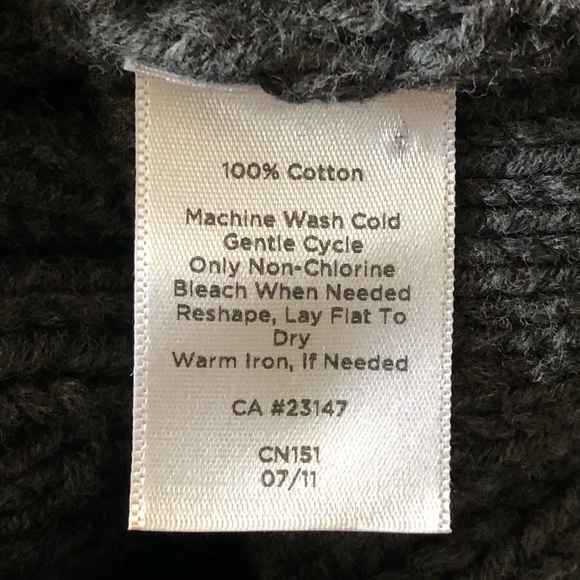 100% Cotton
Machine Wash Cold
Gentle Cycle
Only Non-Chlorine
Bleach When Needed
Reshape, Lay Flat To
Dry
Warm Iron, If Needed
CA #23147
CN151
07/11